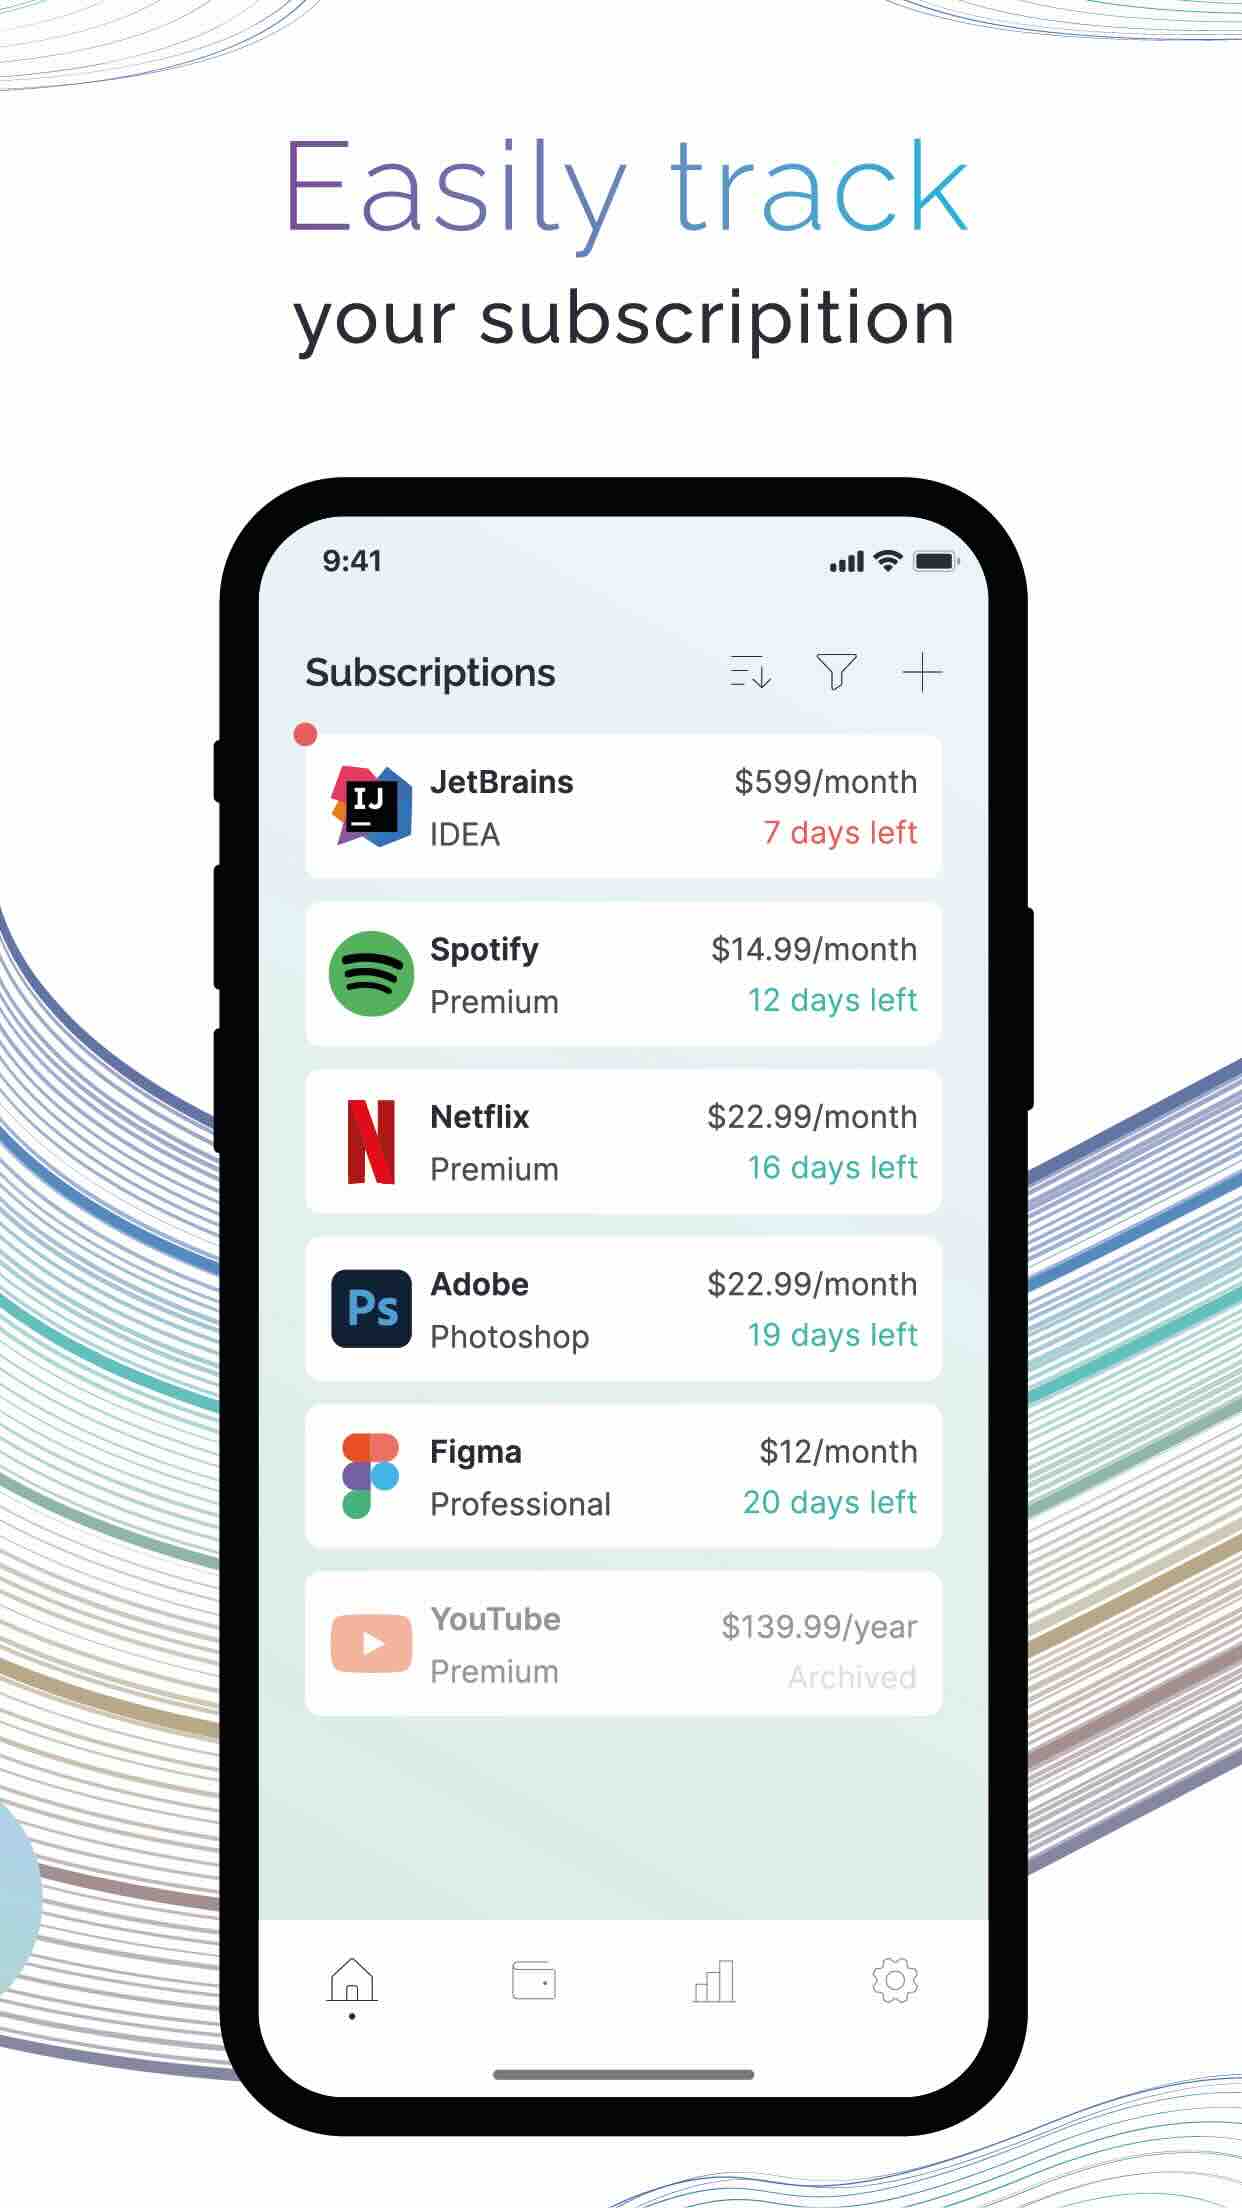 Easily track
your subscripition
9:41
Subscriptions
JetBrains
$599/month
IJ
IDEA
7 days left
Spotify
$14.99/month
Premium
12 days left
Netflix
$22.99/month
N
Premium
16 days left
Adobe
$22.99/month
Ps
Photoshop
19 days left
Figma
$12/month
Professional
20 days left
YouTube
$139.99/year
Premium
Archived